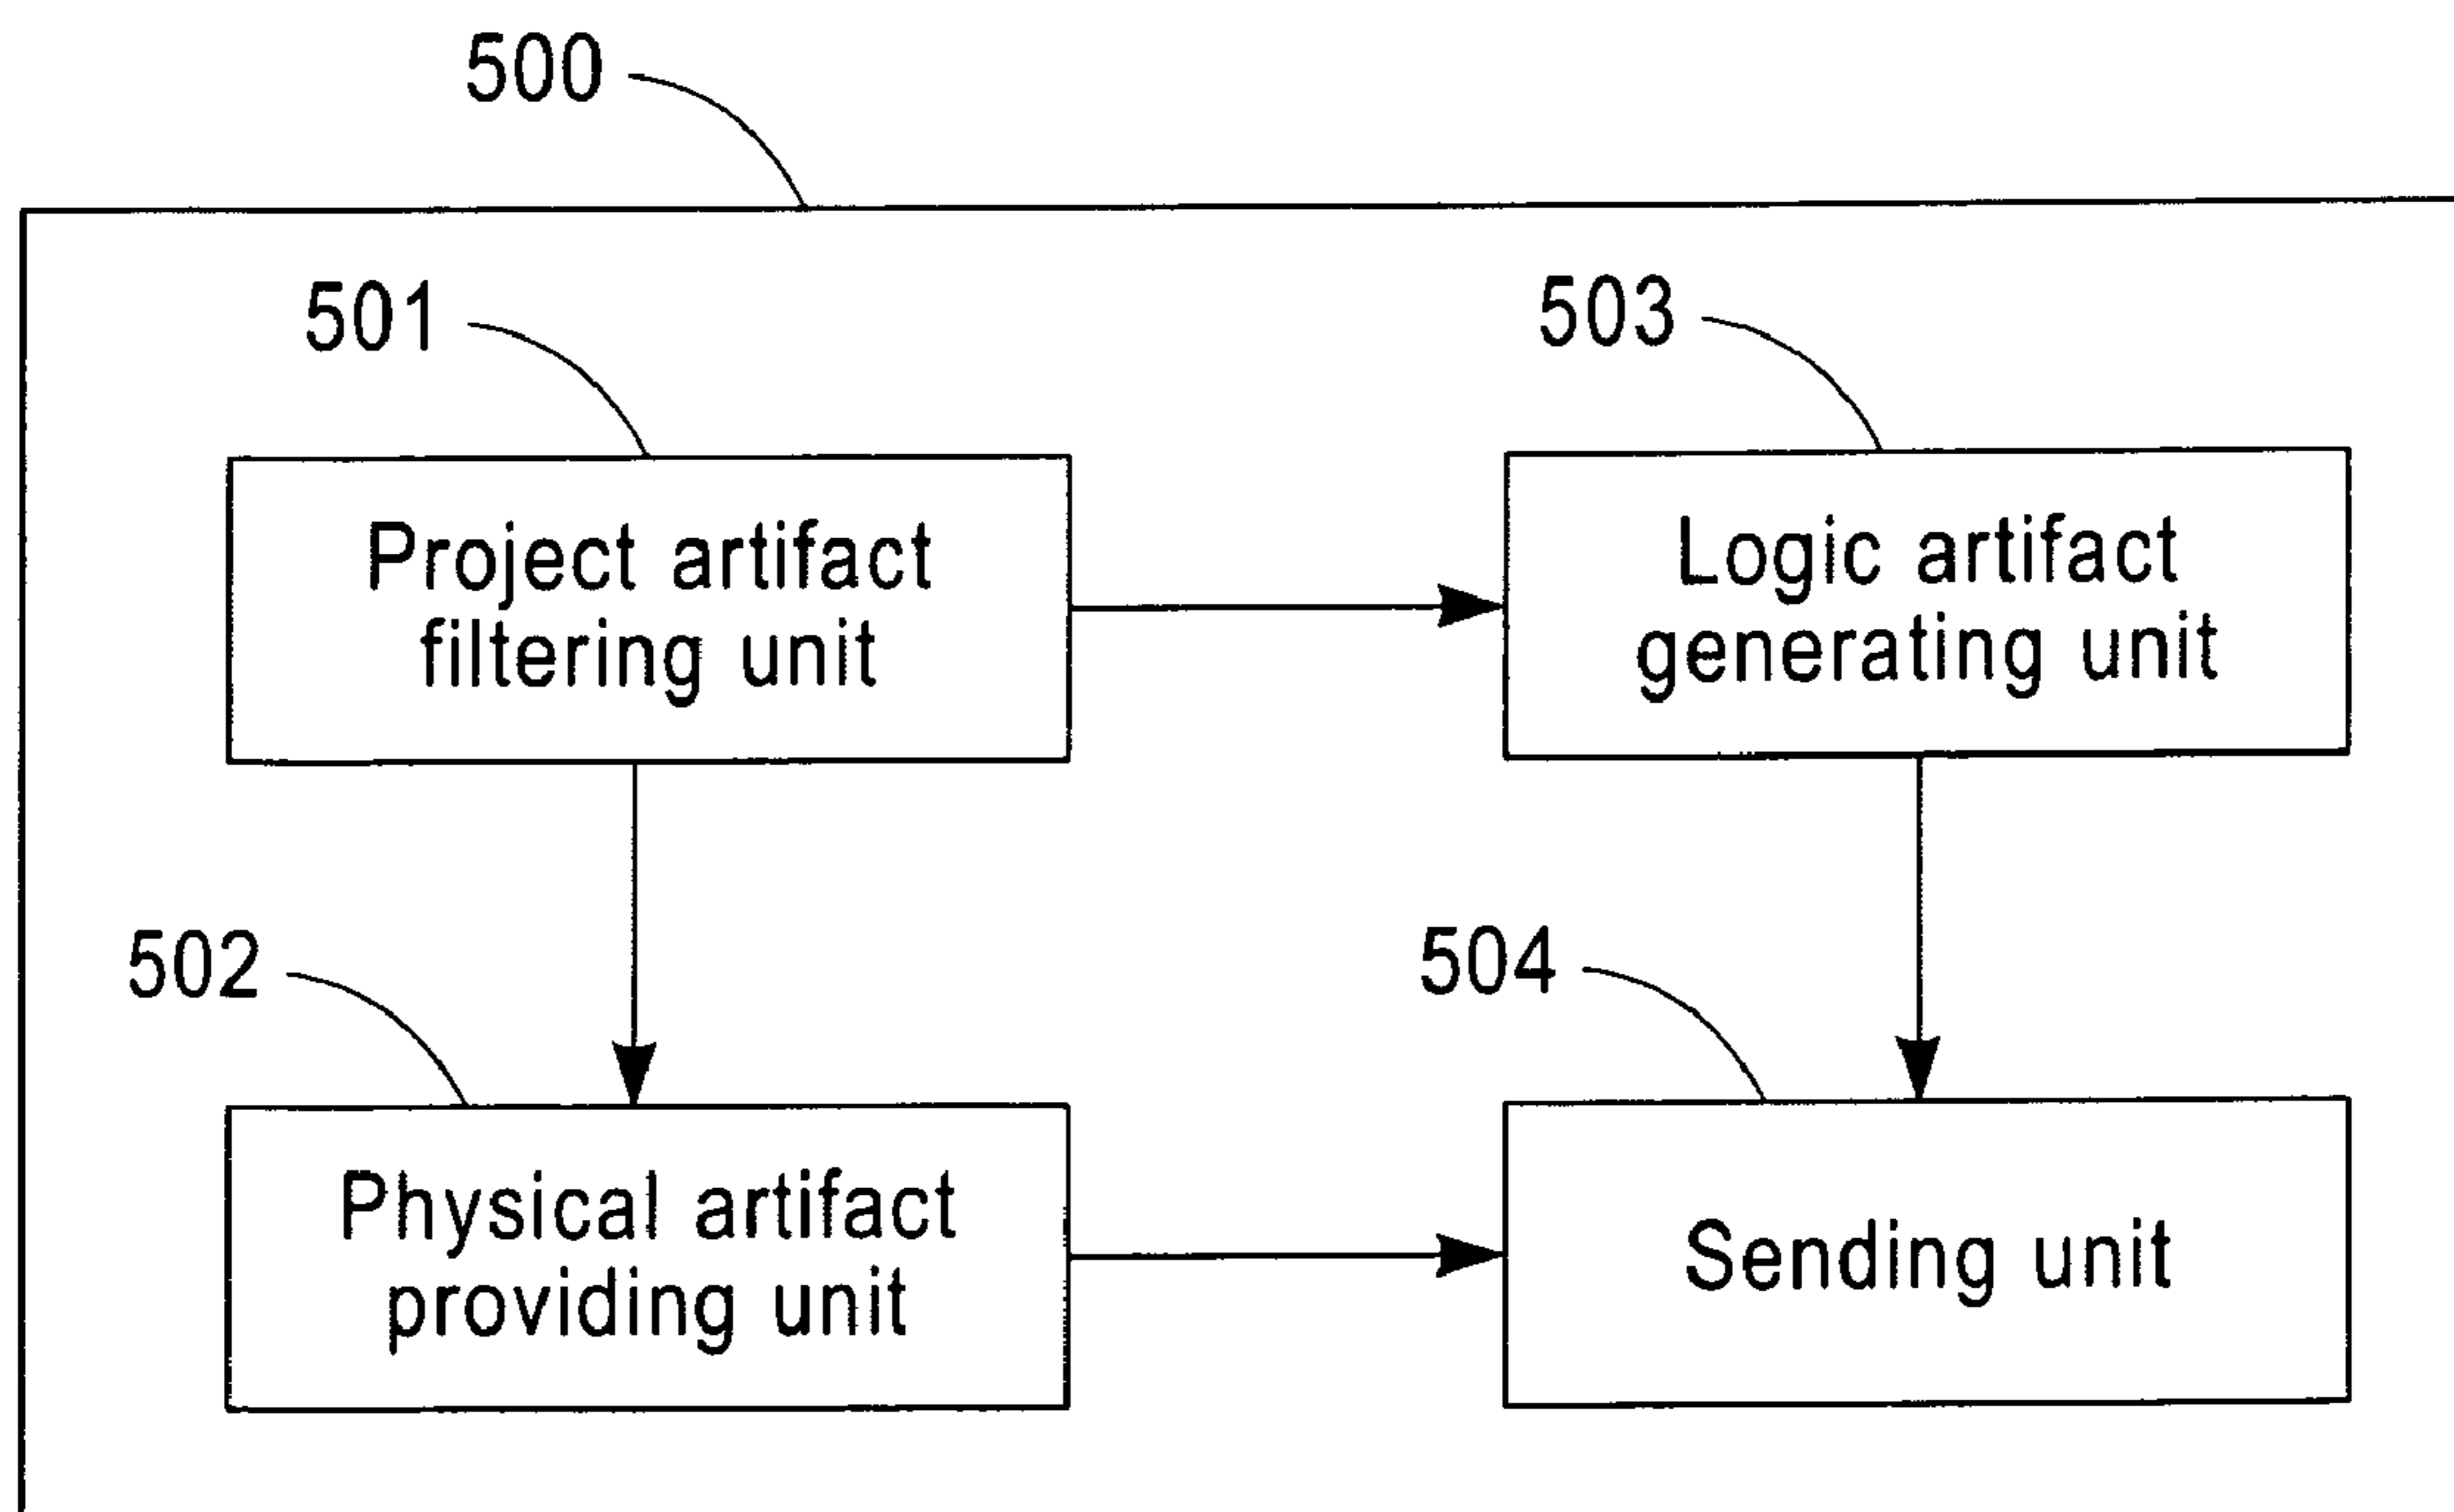 500
501
503
Project artifact
filtering unit
Logic artifact
generating unit
502
504
Physical artifact
providing unit
Sending unit